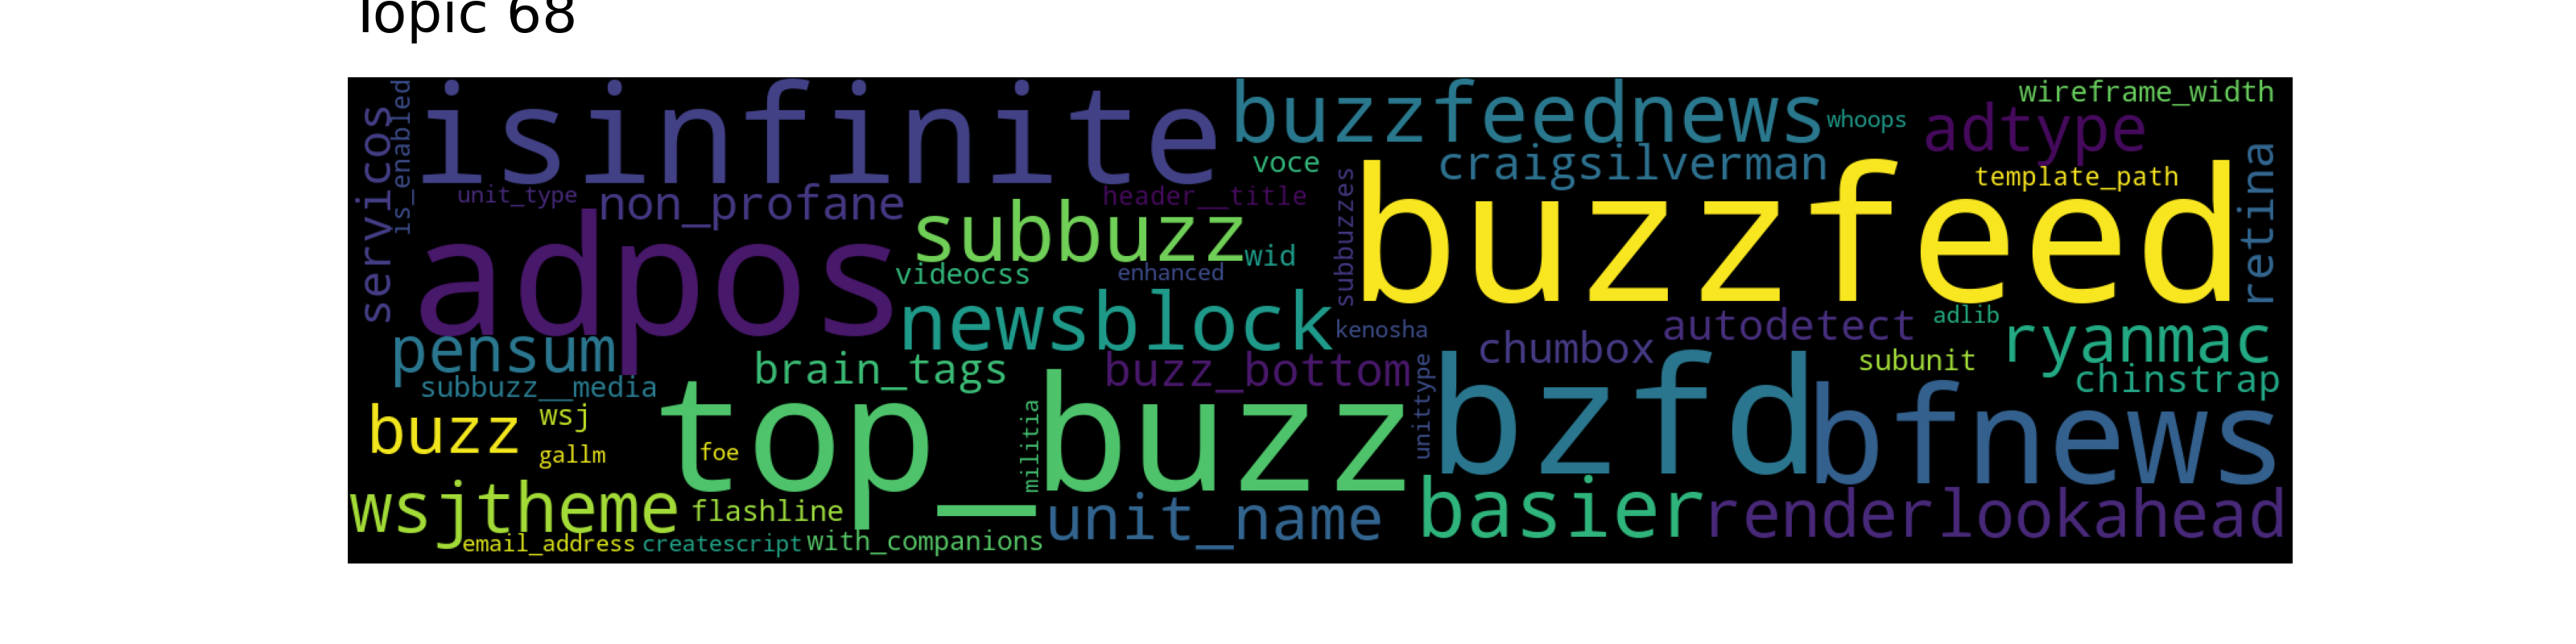 Topic 68
servicos
is_enabled
isinfinite
buzzfeednews
whoops
wireframe_width
adtype
voce
craigsilverman
unit_type
non_profane
header__title
template_path
retina
adpos
subbuzz
wid
subbuzzes
buzzfeed
videocss
enhanced
newsblock
kenosha
chumbox
autodetect
adlib
ryanmac
pensum
brain_tags
buzz_bottom
subunit
chinstrap
subbuzz__media
top_buzz
unittype
bzfd
bfnews
buzz
wsj
gallm
foe
militia
wsjtheme
flashline
unit_name
basier
renderlookahead
email_address
createscript
with_companions